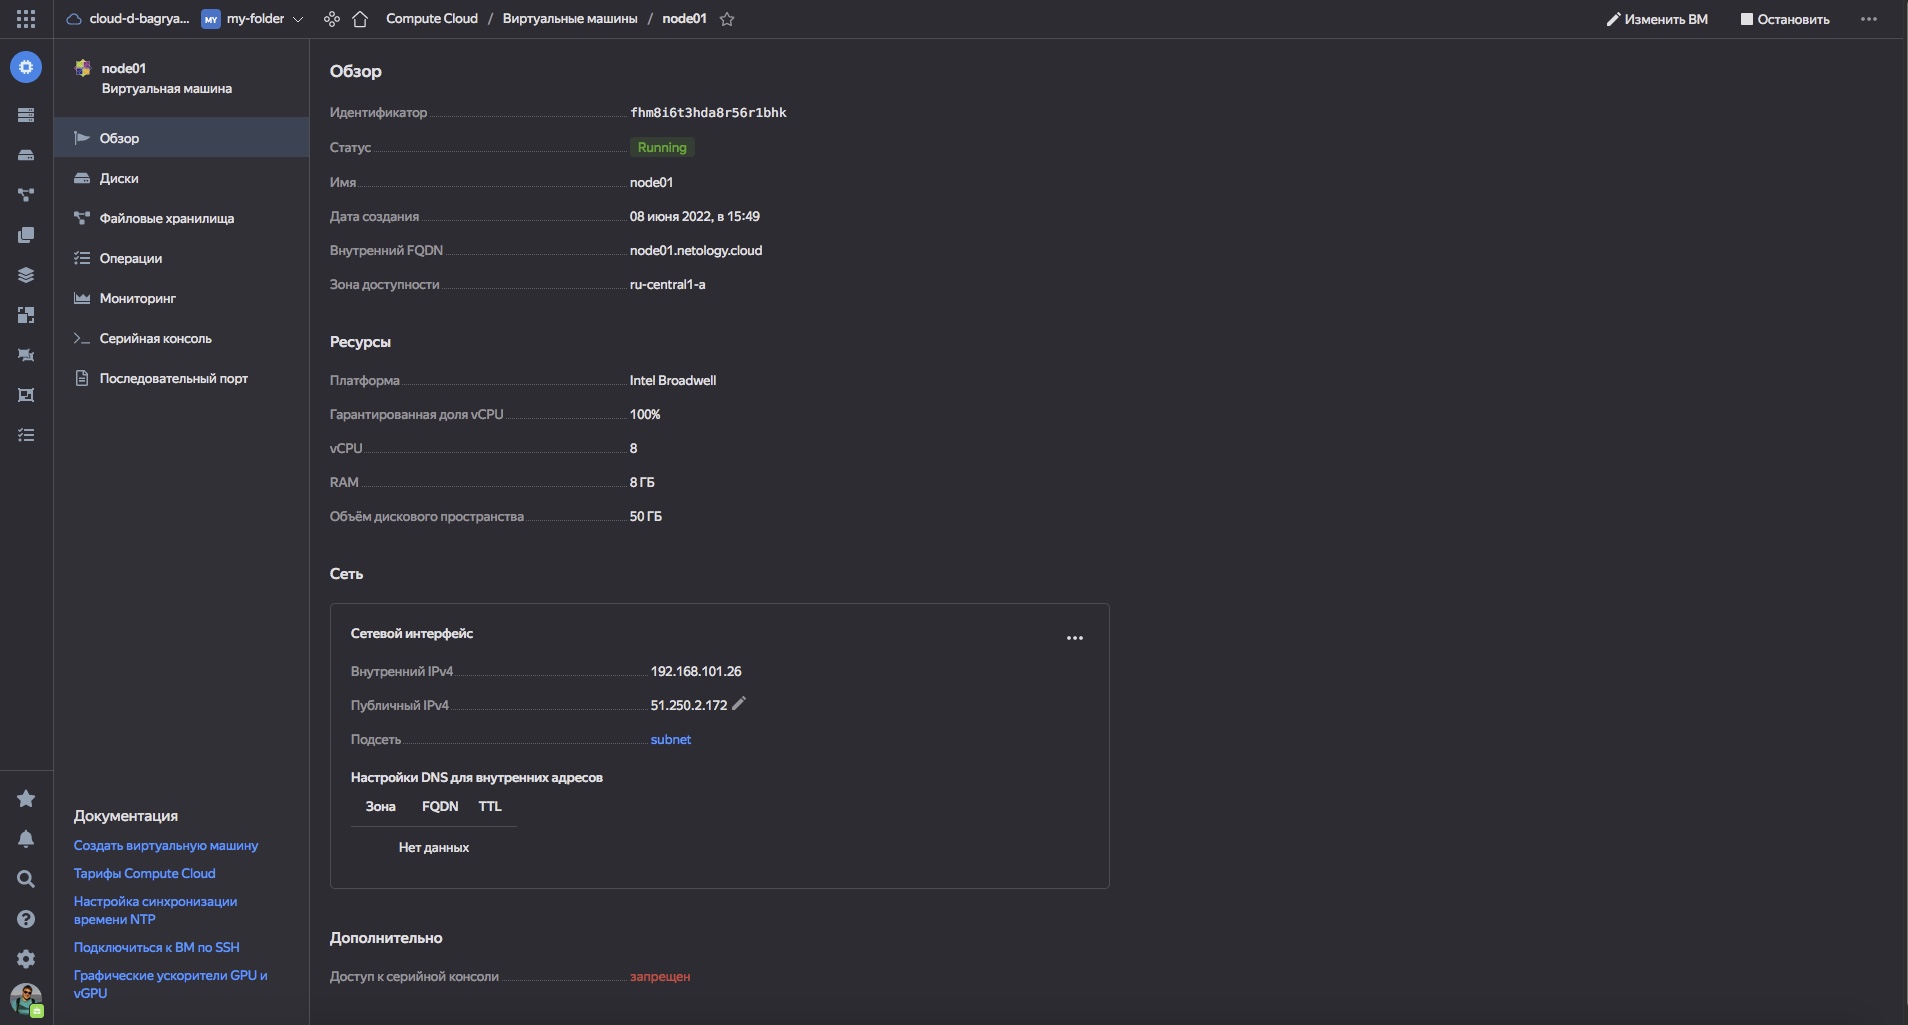 cloud-d-bagrya... MY my-folder Compute Cloud / Виртуальные машины / node01 Изменить ВМ Остановить
node01
Виртуальная машина
Обзор
Диски
Файловые хранилища
Операции
Мониторинг
Серийная консоль
Последовательный порт
Документация
Создать виртуальную машину
Тарифы Compute Cloud
Настройка синхронизации
времени NTP
Подключиться к ВМ по SSH
Графические ускорители GPU и
vGPU
Обзор
Идентификатор fhm8i6t3hda8r56r1bhk
Статус Running
Имя node01
Дата создания 08 июня 2022, в 15:49
Внутренний FQDN node01.netology.cloud
Зона доступности ru-central1-a
Ресурсы
Платформа Intel Broadwell
Гарантированная доля vCPU 100%
vCPU 8
RAM 8 ГБ
Объём дискового пространства 50 ГБ
Сеть
Сетевой интерфейс
Внутренний IPv4 192.168.101.26
Публичный IPv4 51.250.2.172
Подсеть subnet
Настройки DNS для внутренних адресов
Зона FQDN TTL
Нет данных
Дополнительно
Доступ к серийной консоли запрещен